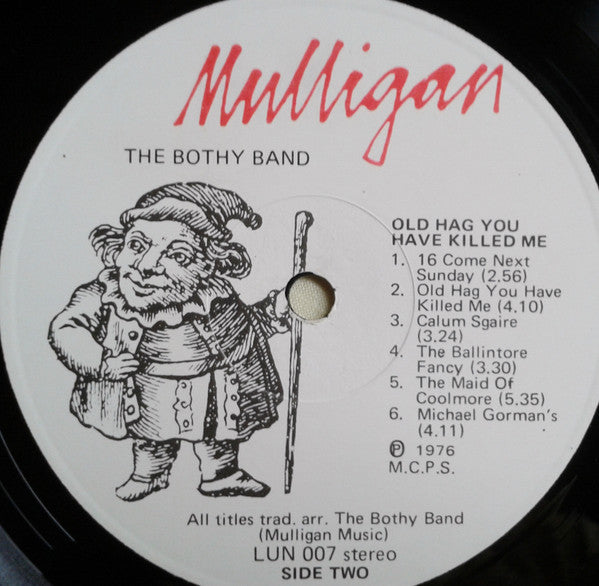 Mulligan
THE BOTHY BAND
OLD HAG YOU
HAVE KILLED ME
1. 16 Come Next
Sunday (2.56)
2. Old Hag You Have
Killed Me (4.10)
3. Calum Sgaire
(3.24)
4. The Ballintore
Fancy (3.30)
5. The Maid Of
Coolmore (5.35)
6. Michael Gorman's
(4.11)
℗ 1976
M.C.P.S.
All titles trad. arr. The Bothy Band
(Mulligan Music)
LUN 007 stereo
SIDE TWO